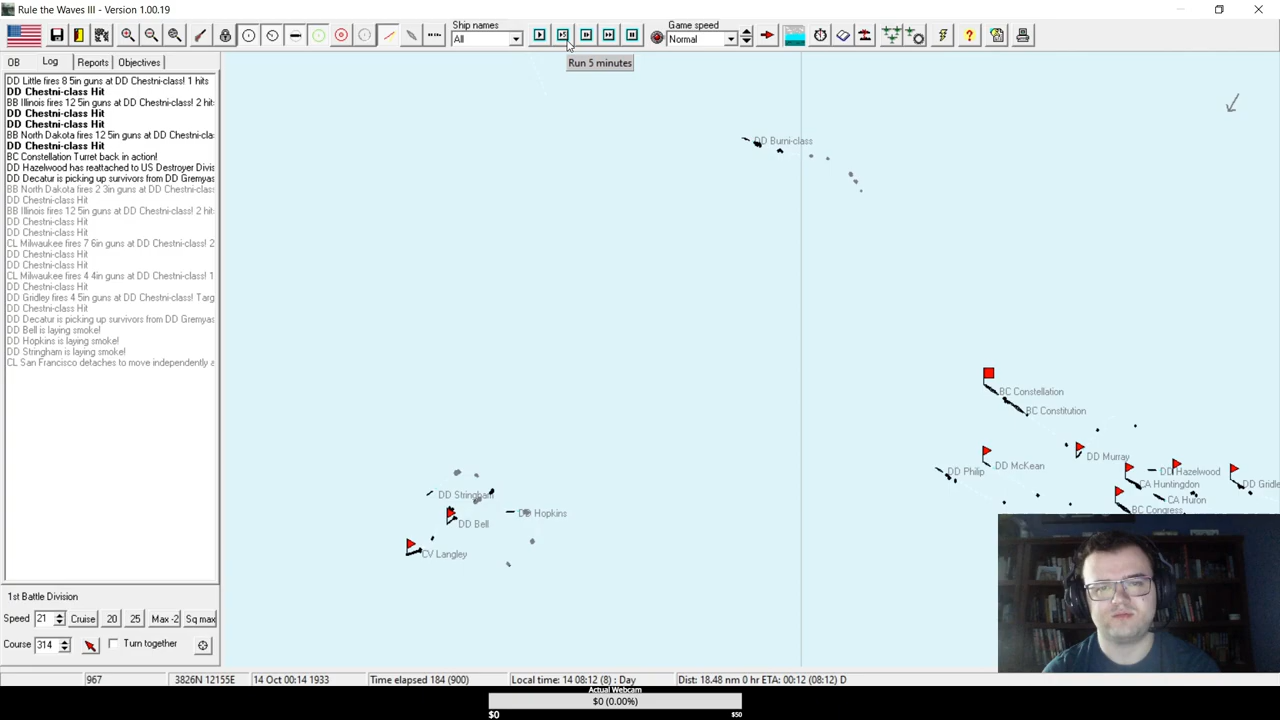 Rule the Waves III - Version 1.00.19
Ship names
All
Game speed
Normal
Run 5 minutes
OB
Log
Reports
Objectives
DD Little fires 8 5in guns at DD Chestni-class! 1 hits
DD Chestni-class Hit
BB Illinois fires 12 5in guns at DD Chestni-class! 2 hit
DD Chestni-class Hit
DD Chestni-class Hit
BB North Dakota fires 12 5in guns at DD Chestni-cla
DD Chestni-class Hit
BC Constellation Turret back in action!
DD Hazelwood has reattached to US Destroyer Divis
DD Decatur is picking up survivors from DD Gremyas
BB North Dakota fires 2 3in guns at DD Chestni-class
DD Chestni-class Hit
BB Illinois fires 12 5in guns at DD Chestni-class! 2 hit
DD Chestni-class Hit
DD Chestni-class Hit
CL Milwaukee fires 7 6in guns at DD Chestni-class! 2
DD Chestni-class Hit
DD Chestni-class Hit
CL Milwaukee fires 4 4in guns at DD Chestni-class! 1
DD Chestni-class Hit
DD Gridley fires 4 5in guns at DD Chestni-class! Targ
DD Chestni-class Hit
DD Decatur is picking up survivors from DD Gremyas
DD Bell is laying smoke!
DD Hopkins is laying smoke!
DD Stringham is laying smoke!
CL San Francisco detaches to move independently a
DD Burni-class
BC Constellation
BC Constitution
DD Murray
DD McKean
DD Philip
DD Hazelwood
CA Huntingdon
DD Gridle
CA Huron
BC Congress
DD Stringham
DD Hopkins
DD Bell
CV Langley
1st Battle Division
Speed 21 Cruise 20 25 Max -2 Sq max
Course 314 Turn together
967
3826N 12155E
14 Oct 00:14 1933
Time elapsed 184 (900)
Local time: 14 08:12 (8) : Day
Dist: 18.48 nm 0 hr ETA: 00:12 (08:12) D
Actual Webcam
$0 (0.00%)
$0
$50